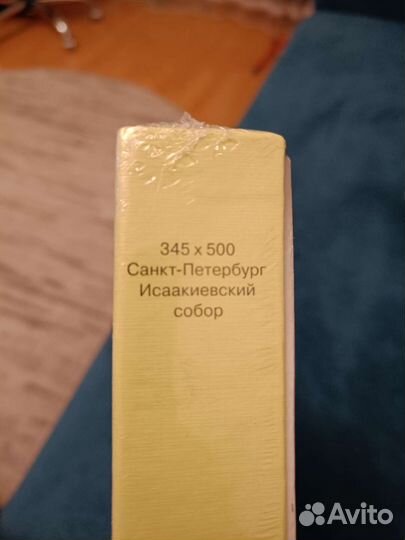 345 x 500
Санкт-Петербург
Исаакиевский
собор
Avito